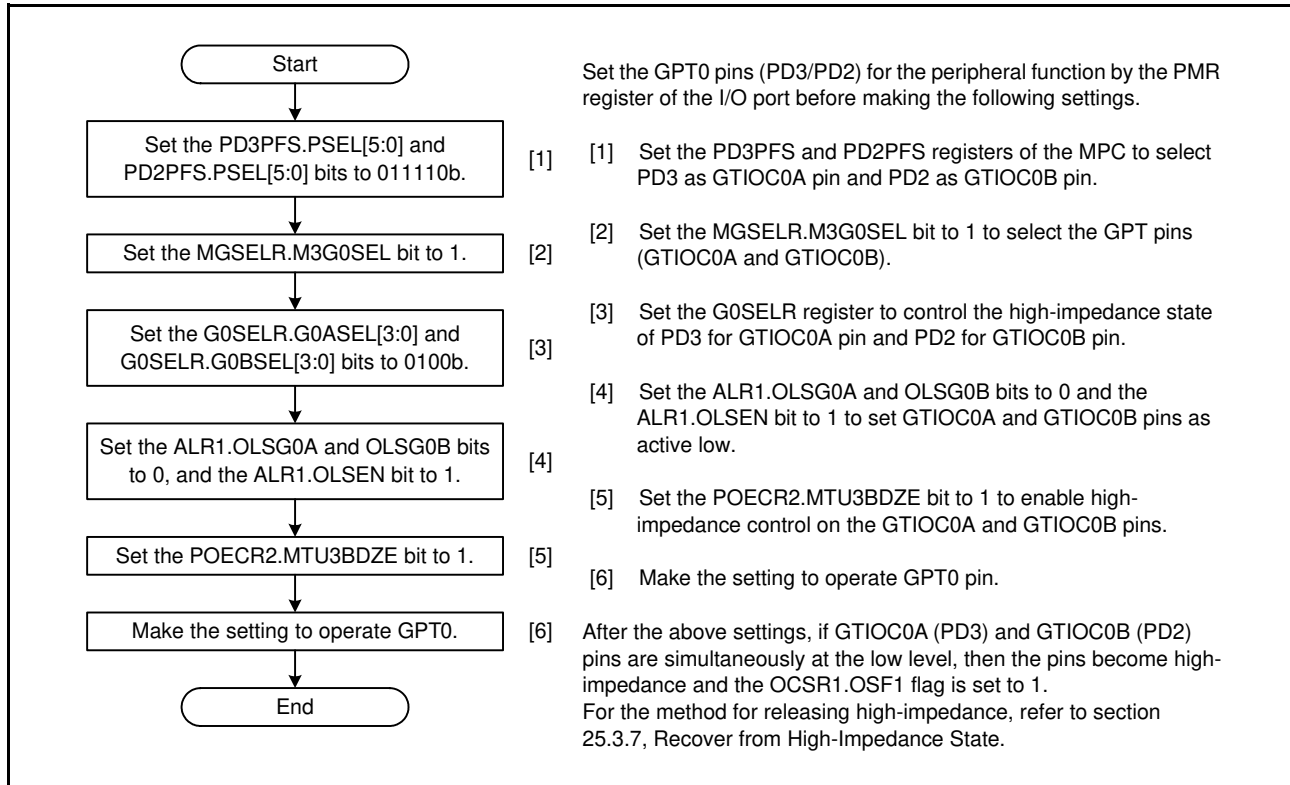 Start
Set the PD3PFS.PSEL[5:0] and
PD2PFS.PSEL[5:0] bits to 011110b.
[1]
Set the MGSELR.M3G0SEL bit to 1.
[2]
Set the G0SELR.G0ASEL[3:0] and
G0SELR.G0BSEL[3:0] bits to 0100b.
[3]
Set the ALR1.OLSG0A and OLSG0B bits
to 0, and the ALR1.OLSEN bit to 1.
[4]
Set the POECR2.MTU3BDZE bit to 1.
[5]
Make the setting to operate GPT0.
[6]
End
Set the GPT0 pins (PD3/PD2) for the peripheral function by the PMR
register of the I/O port before making the following settings.
[1] Set the PD3PFS and PD2PFS registers of the MPC to select
PD3 as GTIOC0A pin and PD2 as GTIOC0B pin.
[2] Set the MGSELR.M3G0SEL bit to 1 to select the GPT pins
(GTIOC0A and GTIOC0B).
[3] Set the G0SELR register to control the high-impedance state
of PD3 for GTIOC0A pin and PD2 for GTIOC0B pin.
[4] Set the ALR1.OLSG0A and OLSG0B bits to 0 and the
ALR1.OLSEN bit to 1 to set GTIOC0A and GTIOC0B pins as
active low.
[5] Set the POECR2.MTU3BDZE bit to 1 to enable high-
impedance control on the GTIOC0A and GTIOC0B pins.
[6] Make the setting to operate GPT0 pin.
After the above settings, if GTIOC0A (PD3) and GTIOC0B (PD2)
pins are simultaneously at the low level, then the pins become high-
impedance and the OCSR1.OSF1 flag is set to 1.
For the method for releasing high-impedance, refer to section
25.3.7, Recover from High-Impedance State.